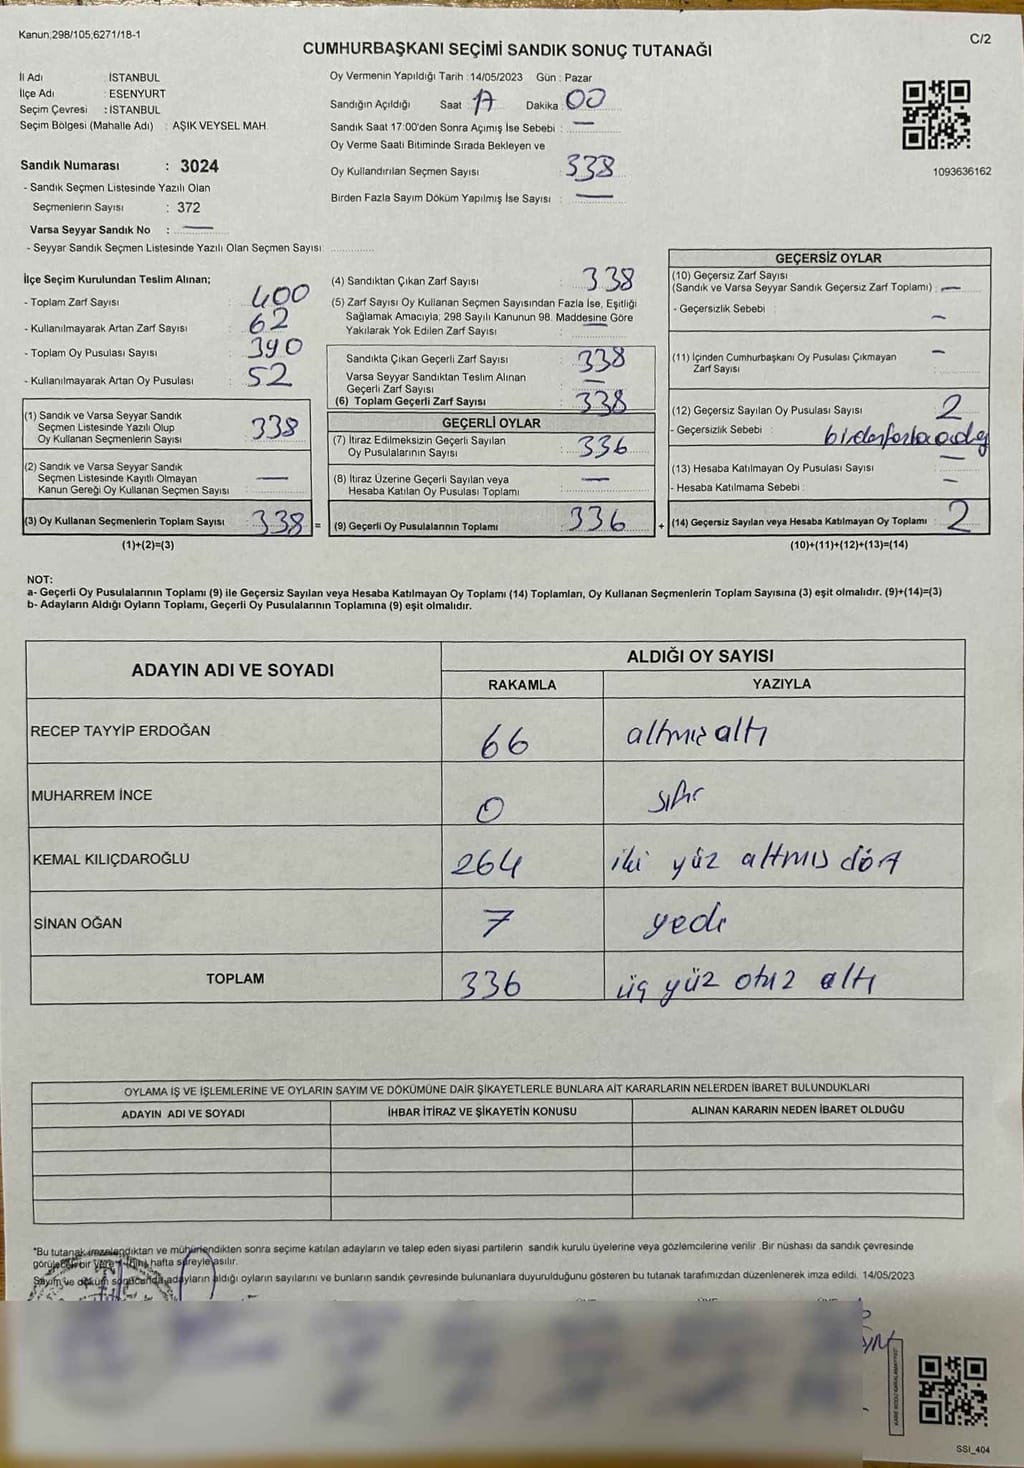 Kanun;298/105,6271/18-1
C/2
CUMHURBAŞKANI SEÇİMİ SANDIK SONUÇ TUTANAĞI
İl Adı : İSTANBUL
İlçe Adı : ESENYURT
Seçim Çevresi : İSTANBUL
Seçim Bölgesi (Mahalle Adı) : AŞIK VEYSEL MAH.
Sandık Numarası : 3024
- Sandık Seçmen Listesinde Yazılı Olan
Seçmenlerin Sayısı : 372
Varsa Seyyar Sandık No : —
- Seyyar Sandık Seçmen Listesinde Yazılı Olan Seçmen Sayısı:
Oy Vermenin Yapıldığı Tarih :14/05/2023 Gün : Pazar
Sandığın Açıldığı Saat 17 Dakika 00
Sandık Saat 17:00'den Sonra Açımış İse Sebebi : —
Oy Verme Saati Bitiminde Sırada Bekleyen ve
Oy Kullandırılan Seçmen Sayısı : 338
Birden Fazla Sayım Döküm Yapılmış İse Sayısı : —
1093636162
İlçe Seçim Kurulundan Teslim Alınan;
- Toplam Zarf Sayısı : 400
- Kullanılmayarak Artan Zarf Sayısı : 62
- Toplam Oy Pusulası Sayısı : 390
- Kullanılmayarak Artan Oy Pusulası : 52
(1) Sandık ve Varsa Seyyar Sandık
Seçmen Listesinde Yazılı Olup
Oy Kullanan Seçmenlerin Sayısı : 338
(2) Sandık ve Varsa Seyyar Sandık
Seçmen Listesinde Kayıtlı Olmayan
Kanun Gereği Oy Kullanan Seçmen Sayısı : —
(3) Oy Kullanan Seçmenlerin Toplam Sayısı : 338 =
(1)+(2)=(3)
(4) Sandıktan Çıkan Zarf Sayısı : 338
(5) Zarf Sayısı Oy Kullanan Seçmen Sayısından Fazla İse, Eşitliği
Sağlamak Amacıyla; 298 Sayılı Kanunun 98. Maddesine Göre
Yakılarak Yok Edilen Zarf Sayısı : —
Sandıkta Çıkan Geçerli Zarf Sayısı : 338
Varsa Seyyar Sandıktan Teslim Alınan
Geçerli Zarf Sayısı : —
(6) Toplam Geçerli Zarf Sayısı : 338
GEÇERLİ OYLAR
(7) İtiraz Edilmeksizin Geçerli Sayılan
Oy Pusulalarının Sayısı : 336
(8) İtiraz Üzerine Geçerli Sayılan veya
Hesaba Katılan Oy Pusulası Toplamı : —
(9) Geçerli Oy Pusulalarının Toplamı : 336 +
GEÇERSİZ OYLAR
(10) Geçersiz Zarf Sayısı
(Sandık ve Varsa Seyyar Sandık Geçersiz Zarf Toplamı) : —
- Geçersizlik Sebebi : —
(11) İçinden Cumhurbaşkanı Oy Pusulası Çıkmayan
Zarf Sayısı : —
(12) Geçersiz Sayılan Oy Pusulası Sayısı : 2
- Geçersizlik Sebebi : birden fazla
(13) Hesaba Katılmayan Oy Pusulası Sayısı : —
- Hesaba Katılmama Sebebi : —
(14) Geçersiz Sayılan veya Hesaba Katılmayan Oy Toplamı : 2
(10)+(11)+(12)+(13)=(14)
NOT:
a- Geçerli Oy Pusulalarının Toplamı (9) ile Geçersiz Sayılan veya Hesaba Katılmayan Oy Toplamı (14) Toplamları, Oy Kullanan Seçmenlerin Toplam Sayısına (3) eşit olmalıdır. (9)+(14)=(3)
b- Adayların Aldığı Oyların Toplamı, Geçerli Oy Pusulalarının Toplamına (9) eşit olmalıdır.
ADAYIN ADI VE SOYADI ALDIĞI OY SAYISI
RAKAMLA YAZIYLA
RECEP TAYYİP ERDOĞAN 66 altmış altı
MUHARREM İNCE 0 sıfır
KEMAL KILIÇDAROĞLU 264 iki yüz altmış dört
SİNAN OĞAN 7 yedi
TOPLAM 336 üç yüz otuz altı
OYLAMA İŞ VE İŞLEMLERİNE VE OYLARIN SAYIM VE DÖKÜMÜNE DAİR ŞİKAYETLERLE BUNLARA AİT KARARLARIN NELERDEN İBARET BULUNDUKLARI
ADAYIN ADI VE SOYADI İHBAR İTİRAZ VE ŞİKAYETİN KONUSU ALINAN KARARIN NEDEN İBARET OLDUĞU
*Bu tutanak imzalandıktan ve mühürlendikten sonra seçime katılan adayların ve talep eden siyasi partilerin sandık kurulu üyelerine veya gözlemcilerine verilir. Bir nüshası da sandık çevresinde
görülecek bir yere hafta süreyle asılır.
Sayım ve döküm sonucunda adayların aldığı oyların sayılarını ve bunların sandık çevresinde bulunanlara duyurulduğunu gösteren bu tutanak tarafımızdan düzenlenerek imza edildi. 14/05/2023
SSI_404